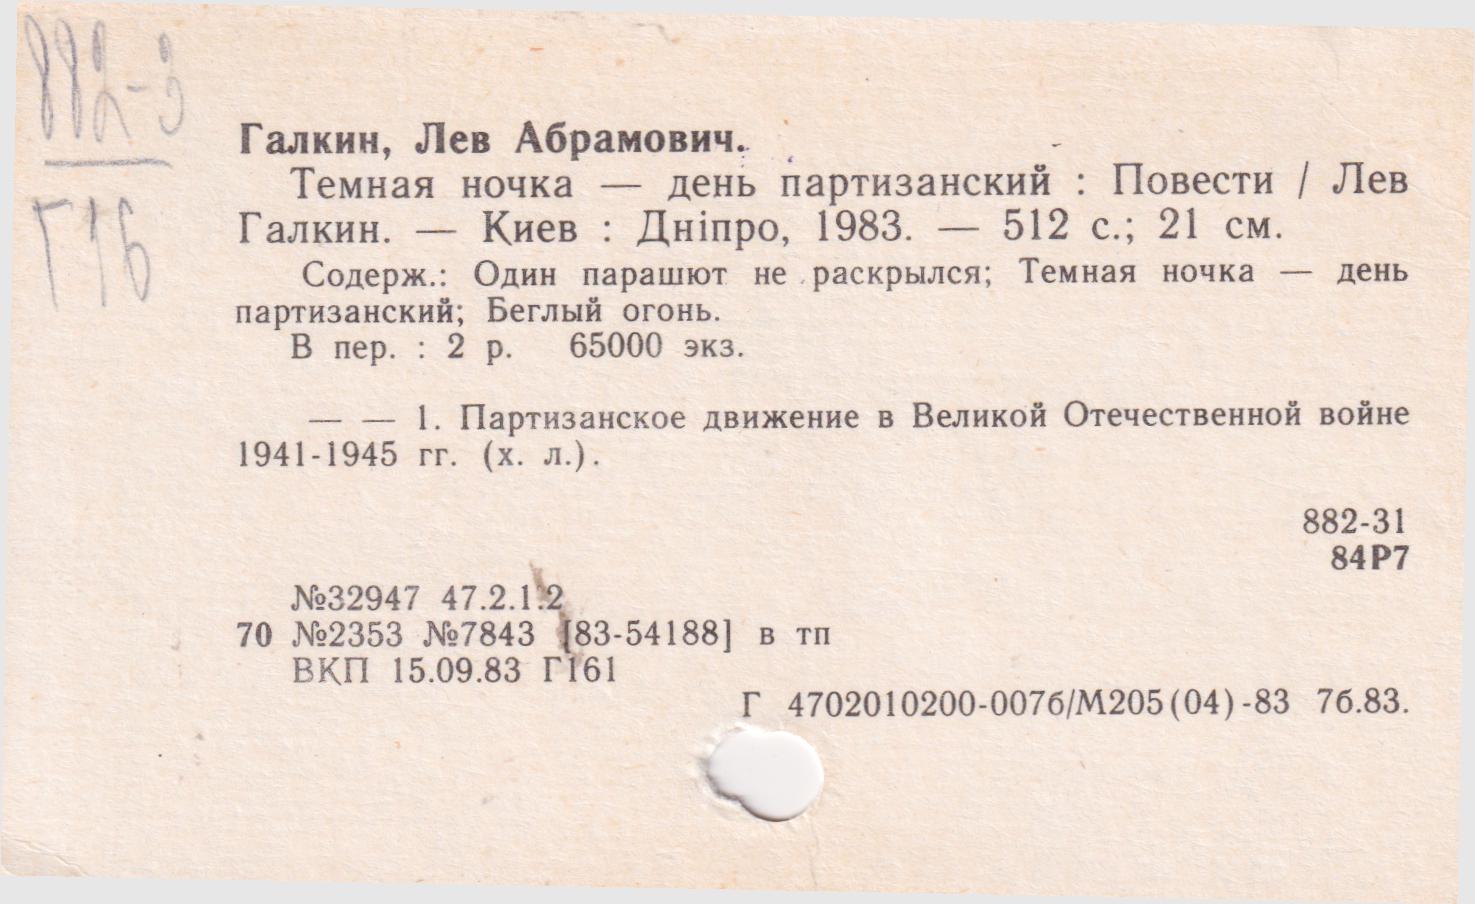 882-3
Г16
Галкин, Лев Абрамович.
Темная ночка — день партизанский : Повести / Лев
Галкин. — Киев : Дніпро, 1983. — 512 с.; 21 см.
Содерж.: Один парашют не раскрылся; Темная ночка — день
партизанский; Беглый огонь.
В пер. : 2 р. 65000 экз.
— — 1. Партизанское движение в Великой Отечественной войне
1941-1945 гг. (х. л.).
882-31
84Р7
№32947 47.2.1.2
70 №2353 №7843 [83-54188] в тп
ВКП 15.09.83 Г161
Г 4702010200-007б/М205(04)-83 7б.83.